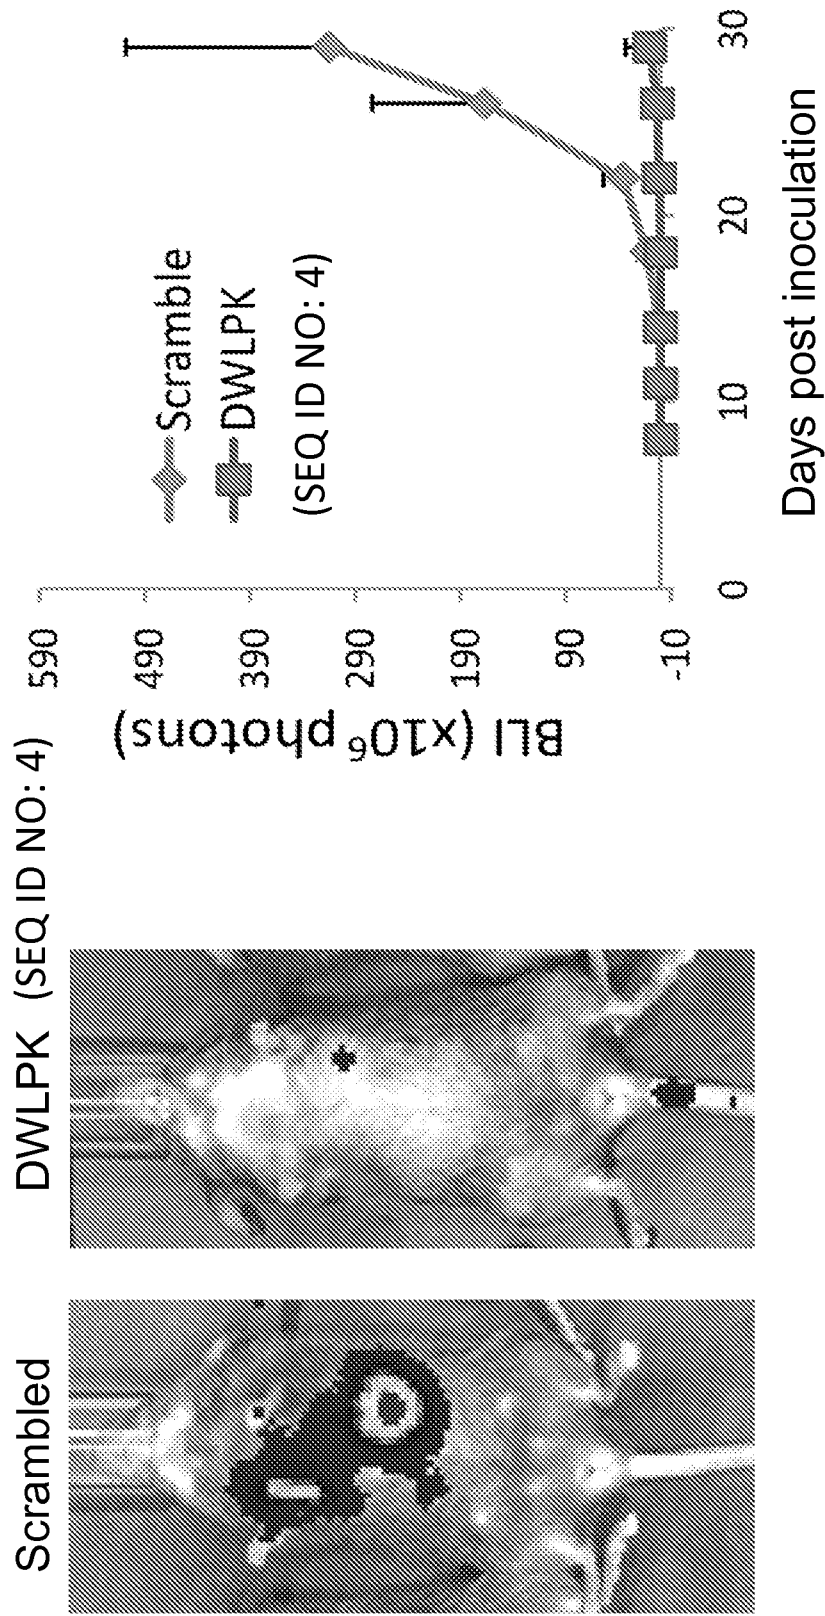 Scrambled
DWLPK (SEQ ID NO: 4)
BLI (x10⁶ photons)
590
490
390
290
190
90
-10
Scramble
DWLPK
(SEQ ID NO: 4)
0
10
20
30
Days post inoculation